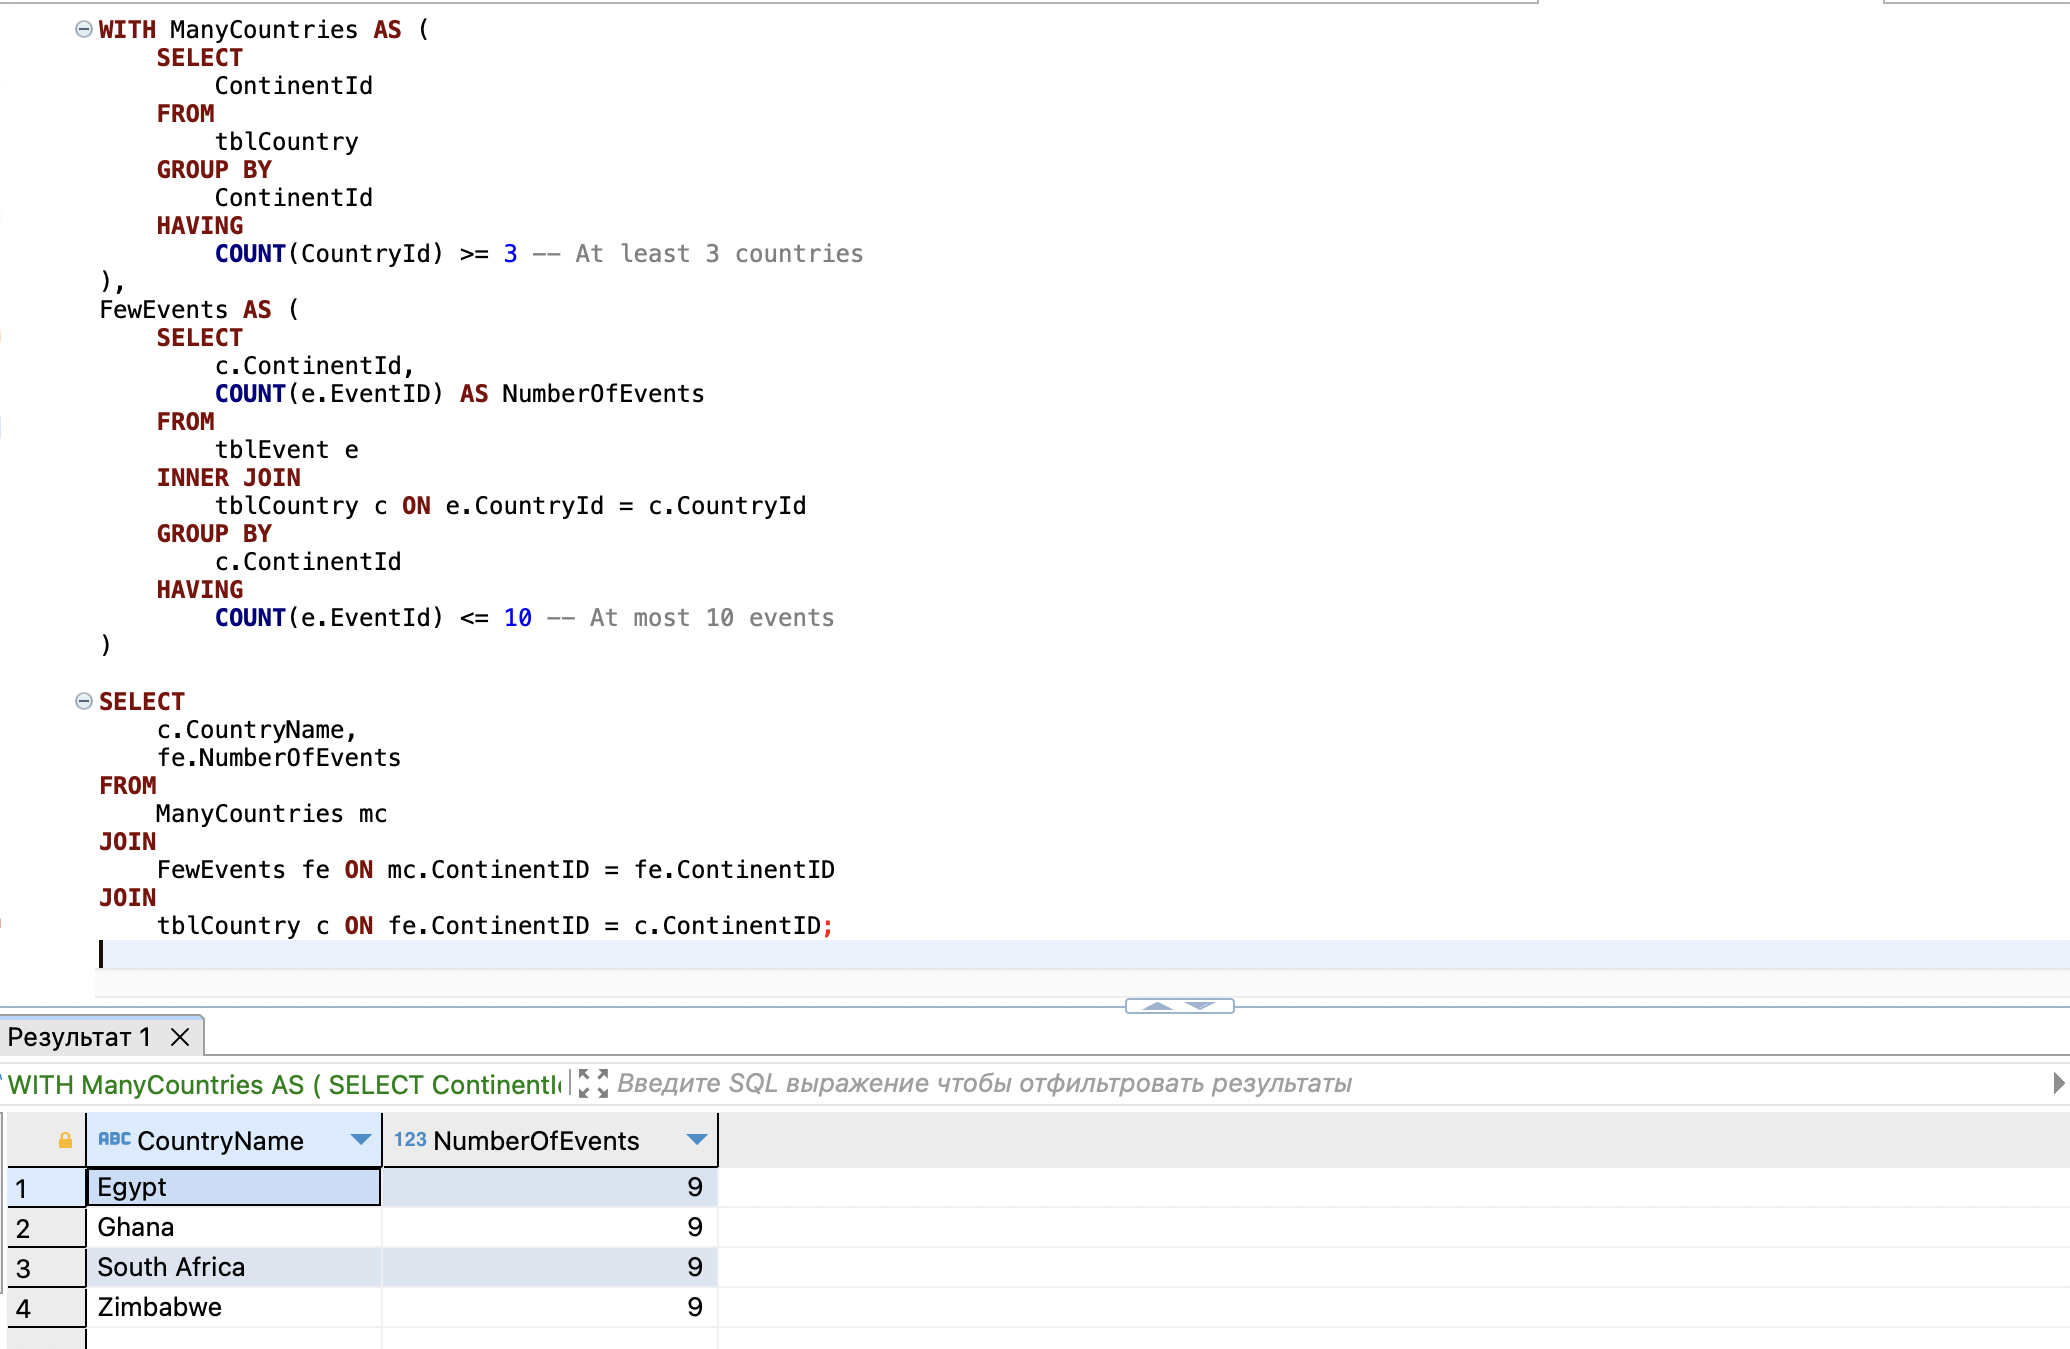 WITH ManyCountries AS (
SELECT
ContinentId
FROM
tblCountry
GROUP BY
ContinentId
HAVING
COUNT(CountryId) >= 3 -- At least 3 countries
),
FewEvents AS (
SELECT
c.ContinentId,
COUNT(e.EventID) AS NumberOfEvents
FROM
tblEvent e
INNER JOIN
tblCountry c ON e.CountryId = c.CountryId
GROUP BY
c.ContinentId
HAVING
COUNT(e.EventId) <= 10 -- At most 10 events
)
SELECT
c.CountryName,
fe.NumberOfEvents
FROM
ManyCountries mc
JOIN
FewEvents fe ON mc.ContinentID = fe.ContinentID
JOIN
tblCountry c ON fe.ContinentID = c.ContinentID;
Результат 1
WITH ManyCountries AS ( SELECT ContinentI Введите SQL выражение чтобы отфильтровать результаты
ABC CountryName 123 NumberOfEvents
1 Egypt 9
2 Ghana 9
3 South Africa 9
4 Zimbabwe 9